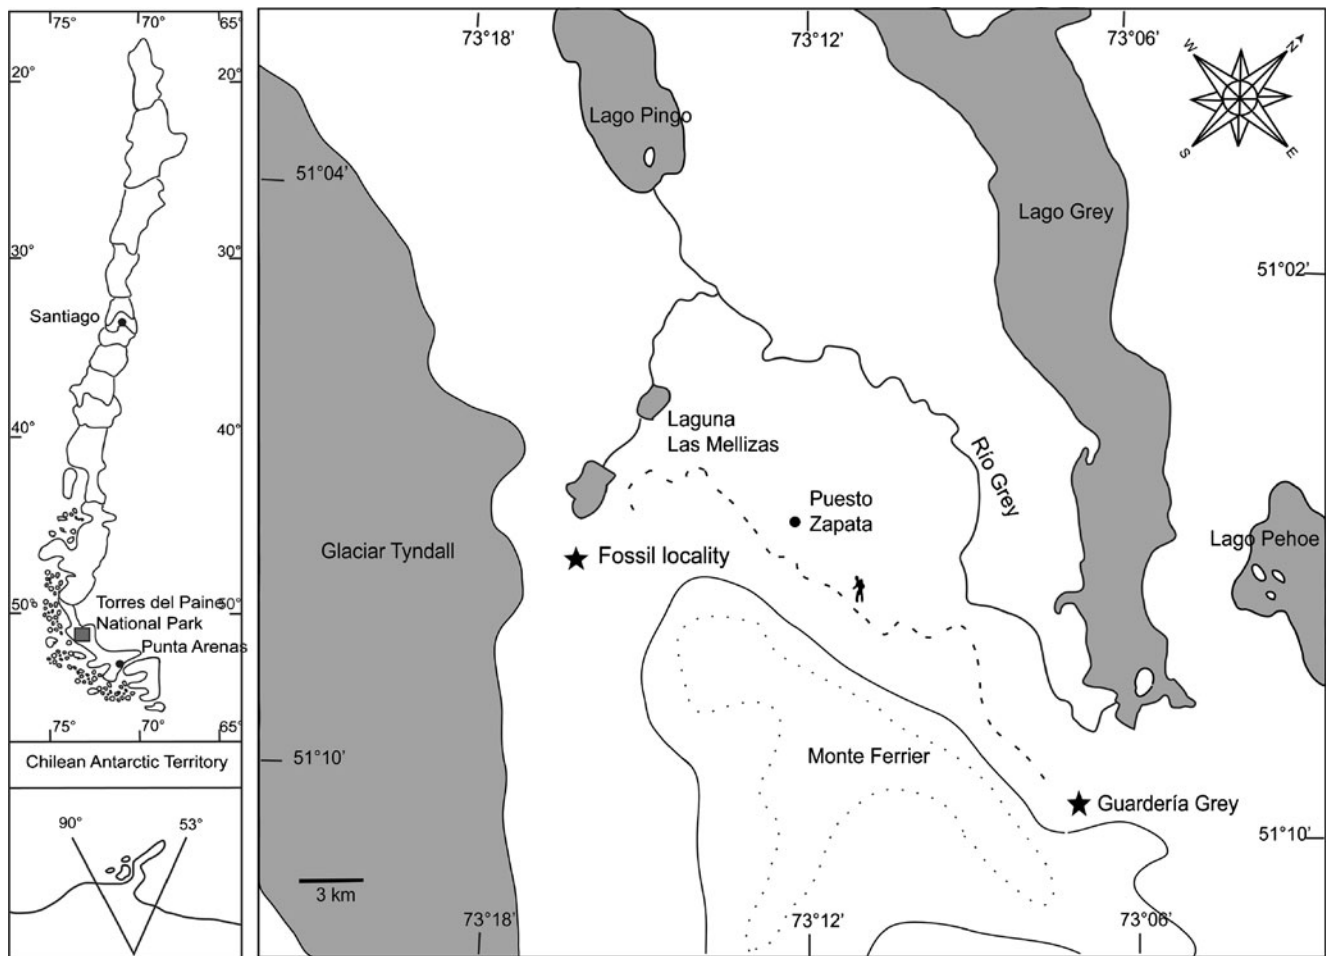 75°
70°
65°
20°
20°
30°
30°
Santiago
40°
40°
50°
50°
Torres del Paine
National Park
Punta Arenas
75°
70°
65°
Chilean Antarctic Territory
90°
53°
73°18'
73°12'
73°06'
W
N
S
E
Lago Pingo
51°04'
Lago Grey
51°02'
Laguna
Las Mellizas
Río Grey
Puesto
Zapata
Lago Pehoe
Glaciar Tyndall
Fossil locality
51°10'
Monte Ferrier
Guardería Grey
51°10'
3 km
73°18'
73°12'
73°06'